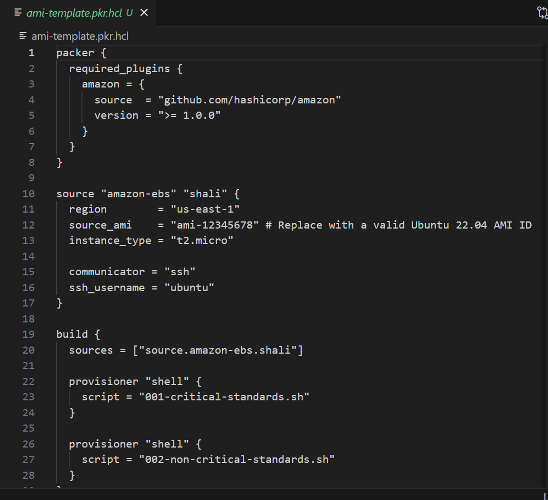 ami-template.pkr.hcl U
ami-template.pkr.hcl
1 packer {
2   required_plugins {
3     amazon = {
4       source  = "github.com/hashicorp/amazon"
5       version = ">= 1.0.0"
6     }
7   }
8 }
9
10 source "amazon-ebs" "shali" {
11   region        = "us-east-1"
12   source_ami    = "ami-12345678" # Replace with a valid Ubuntu 22.04 AMI ID
13   instance_type = "t2.micro"
14
15   communicator = "ssh"
16   ssh_username = "ubuntu"
17 }
18
19 build {
20   sources = ["source.amazon-ebs.shali"]
21
22   provisioner "shell" {
23     script = "001-critical-standards.sh"
24   }
25
26   provisioner "shell" {
27     script = "002-non-critical-standards.sh"
28   }